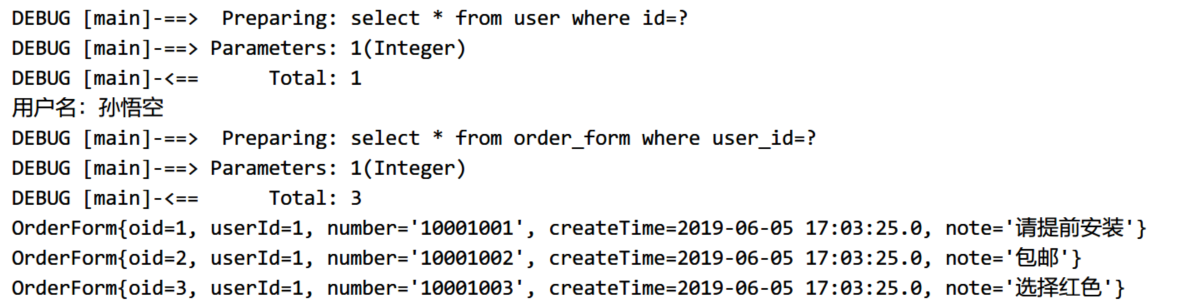 DEBUG [main]-==>  Preparing: select * from user where id=?
DEBUG [main]-==> Parameters: 1(Integer)
DEBUG [main]-<==      Total: 1
用户名：孙悟空
DEBUG [main]-==>  Preparing: select * from order_form where user_id=?
DEBUG [main]-==> Parameters: 1(Integer)
DEBUG [main]-<==      Total: 3
OrderForm{oid=1, userId=1, number='10001001', createTime=2019-06-05 17:03:25.0, note='请提前安装'}
OrderForm{oid=2, userId=1, number='10001002', createTime=2019-06-05 17:03:25.0, note='包邮'}
OrderForm{oid=3, userId=1, number='10001003', createTime=2019-06-05 17:03:25.0, note='选择红色'}